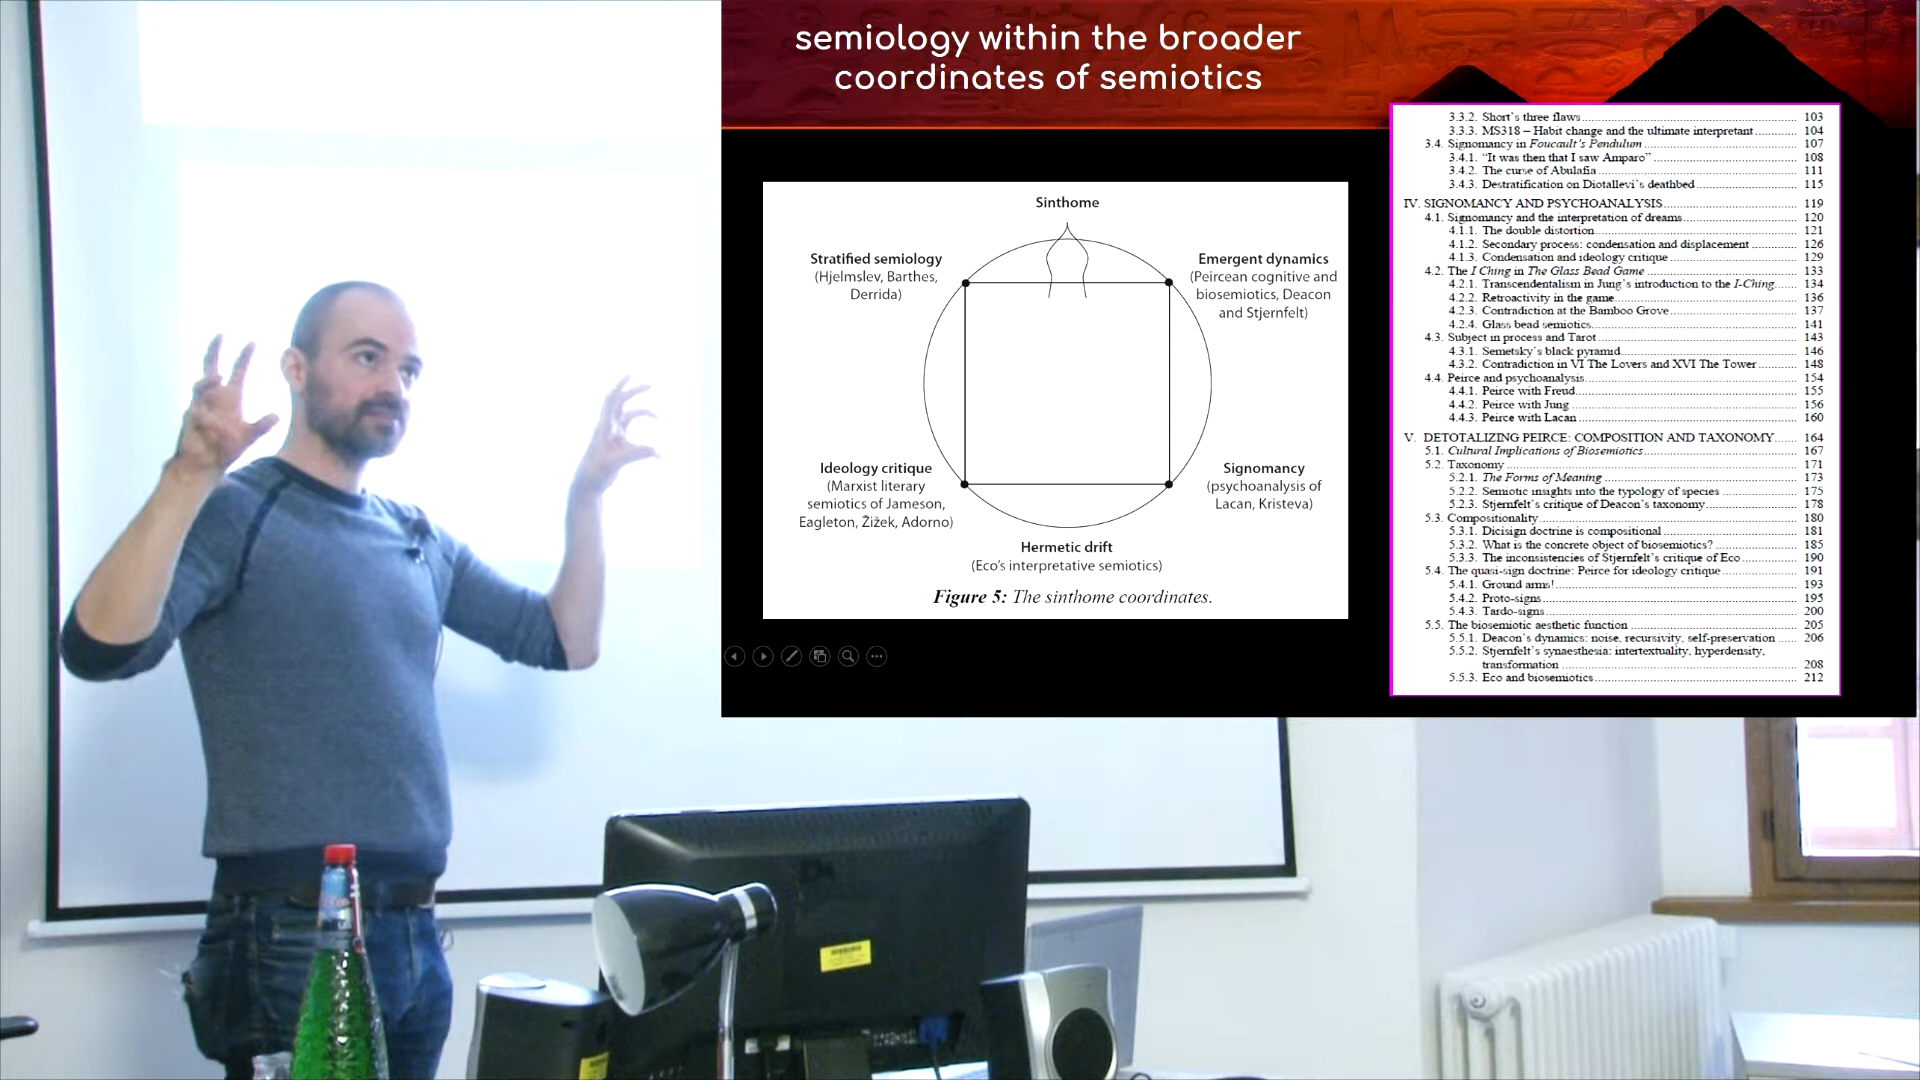 semiology within the broader
coordinates of semiotics
Sinthome
Stratified semiology
(Hjelmslev, Barthes,
Derrida)
Emergent dynamics
(Peircean cognitive and
biosemiotics, Deacon
and Stjernfelt)
Ideology critique
(Marxist literary
semiotics of Jameson,
Eagleton, Žižek, Adorno)
Signomancy
(psychoanalysis of
Lacan, Kristeva)
Hermetic drift
(Eco's interpretative semiotics)
Figure 5: The sinthome coordinates.
3.3.2. Short's three flaws 103
3.3.3. MS318 – Habit change and the ultimate interpretant 104
3.4. Signomancy in Foucault's Pendulum 107
3.4.1. "It was then that I saw Amparo" 108
3.4.2. The curse of Abulafia 111
3.4.3. Destratification on Diotallevi's deathbed 115
IV. SIGNOMANCY AND PSYCHOANALYSIS 119
4.1. Signomancy and the interpretation of dreams 120
4.1.1. The double distortion 121
4.1.2. Secondary process: condensation and displacement 126
4.1.3. Condensation and ideology critique 129
4.2. The I Ching in The Glass Bead Game 133
4.2.1. Transcendentalism in Jung's introduction to the I-Ching 134
4.2.2. Retroactivity in the game 136
4.2.3. Contradiction at the Bamboo Grove 137
4.2.4. Glass bead semiotics 141
4.3. Subject in process and Tarot 143
4.3.1. Semetsky's black pyramid 146
4.3.2. Contradiction in VI The Lovers and XVI The Tower 148
4.4. Peirce and psychoanalysis 154
4.4.1. Peirce with Freud 155
4.4.2. Peirce with Jung 156
4.4.3. Peirce with Lacan 160
V. DETOTALIZING PEIRCE: COMPOSITION AND TAXONOMY 164
5.1. Cultural Implications of Biosemiotics 167
5.2. Taxonomy 171
5.2.1. The Forms of Meaning 173
5.2.2. Semiotic insights into the typology of species 175
5.2.3. Stjernfelt's critique of Deacon's taxonomy 178
5.3. Compositionality 180
5.3.1. Dicisign doctrine is compositional 181
5.3.2. What is the concrete object of biosemiotics? 185
5.3.3. The inconsistencies of Stjernfelt's critique of Eco 190
5.4. The quasi-sign doctrine: Peirce for ideology critique 191
5.4.1. Ground arms! 193
5.4.2. Proto-signs 195
5.4.3. Tardo-signs 200
5.5. The biosemiotic aesthetic function 205
5.5.1. Deacon's dynamics: noise, recursivity, self-preservation 206
5.5.2. Stjernfelt's synaesthesia: intertextuality, hyperdensity,
transformation 208
5.5.3. Eco and biosemiotics 212